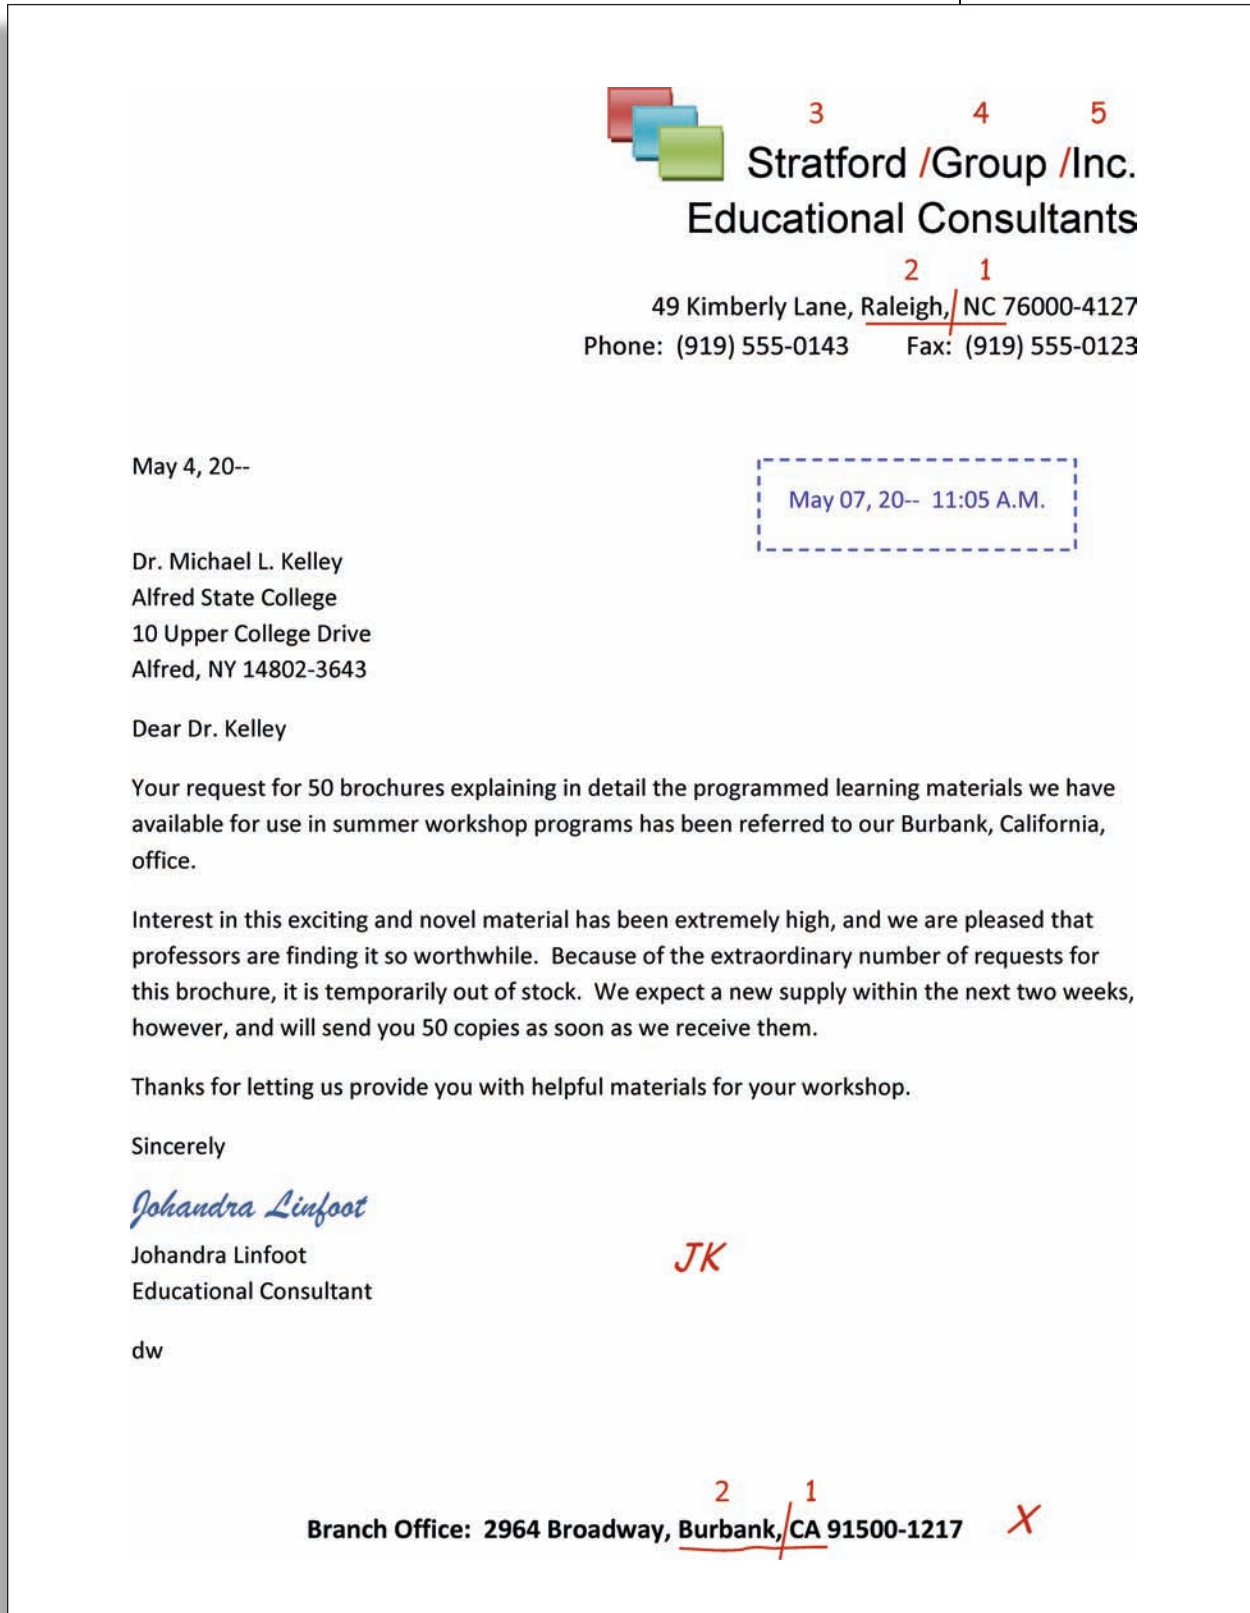 3 4 5
Stratford /Group /Inc.
Educational Consultants
2 1
49 Kimberly Lane, Raleigh,/ NC 76000-4127
Phone: (919) 555-0143 Fax: (919) 555-0123
May 4, 20--
May 07, 20-- 11:05 A.M.
Dr. Michael L. Kelley
Alfred State College
10 Upper College Drive
Alfred, NY 14802-3643
Dear Dr. Kelley
Your request for 50 brochures explaining in detail the programmed learning materials we have
available for use in summer workshop programs has been referred to our Burbank, California,
office.
Interest in this exciting and novel material has been extremely high, and we are pleased that
professors are finding it so worthwhile. Because of the extraordinary number of requests for
this brochure, it is temporarily out of stock. We expect a new supply within the next two weeks,
however, and will send you 50 copies as soon as we receive them.
Thanks for letting us provide you with helpful materials for your workshop.
Sincerely
Johandra Linfoot
Johandra Linfoot
JK
Educational Consultant
dw
2 1
Branch Office: 2964 Broadway, Burbank,/CA 91500-1217 X